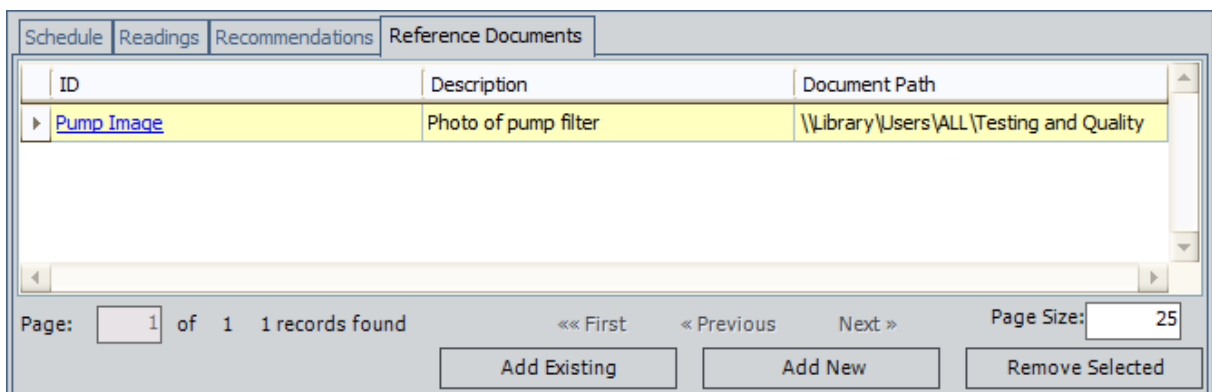 Schedule Readings Recommendations Reference Documents
ID Description Document Path
Pump Image Photo of pump filter \\Library\Users\ALL\Testing and Quality
Page: 1 of 1 1 records found «« First « Previous Next » Page Size: 25
Add Existing Add New Remove Selected